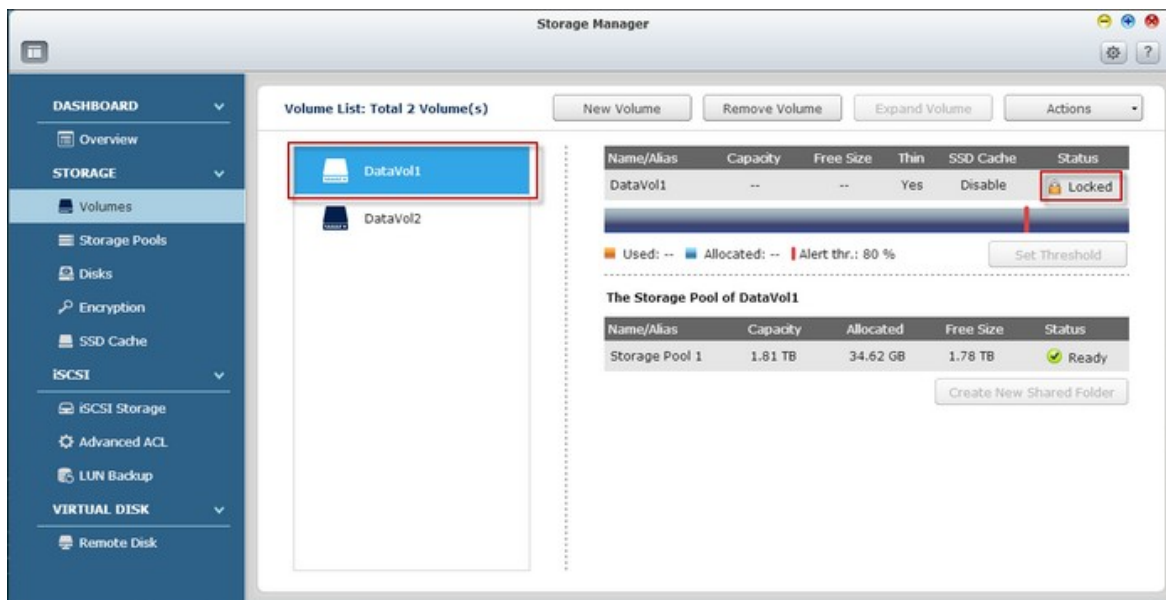 Storage Manager
?
DASHBOARD
Overview
STORAGE
Volumes
Storage Pools
Disks
Encryption
SSD Cache
iSCSI
iSCSI Storage
Advanced ACL
LUN Backup
VIRTUAL DISK
Remote Disk
Volume List: Total 2 Volume(s)
New Volume Remove Volume Expand Volume Actions
DataVol1
DataVol2
Name/Alias Capacity Free Size Thin SSD Cache Status
DataVol1 -- -- Yes Disable Locked
Used: -- Allocated: -- Alert thr.: 80 %
Set Threshold
The Storage Pool of DataVol1
Name/Alias Capacity Allocated Free Size Status
Storage Pool 1 1.81 TB 34.62 GB 1.78 TB Ready
Create New Shared Folder